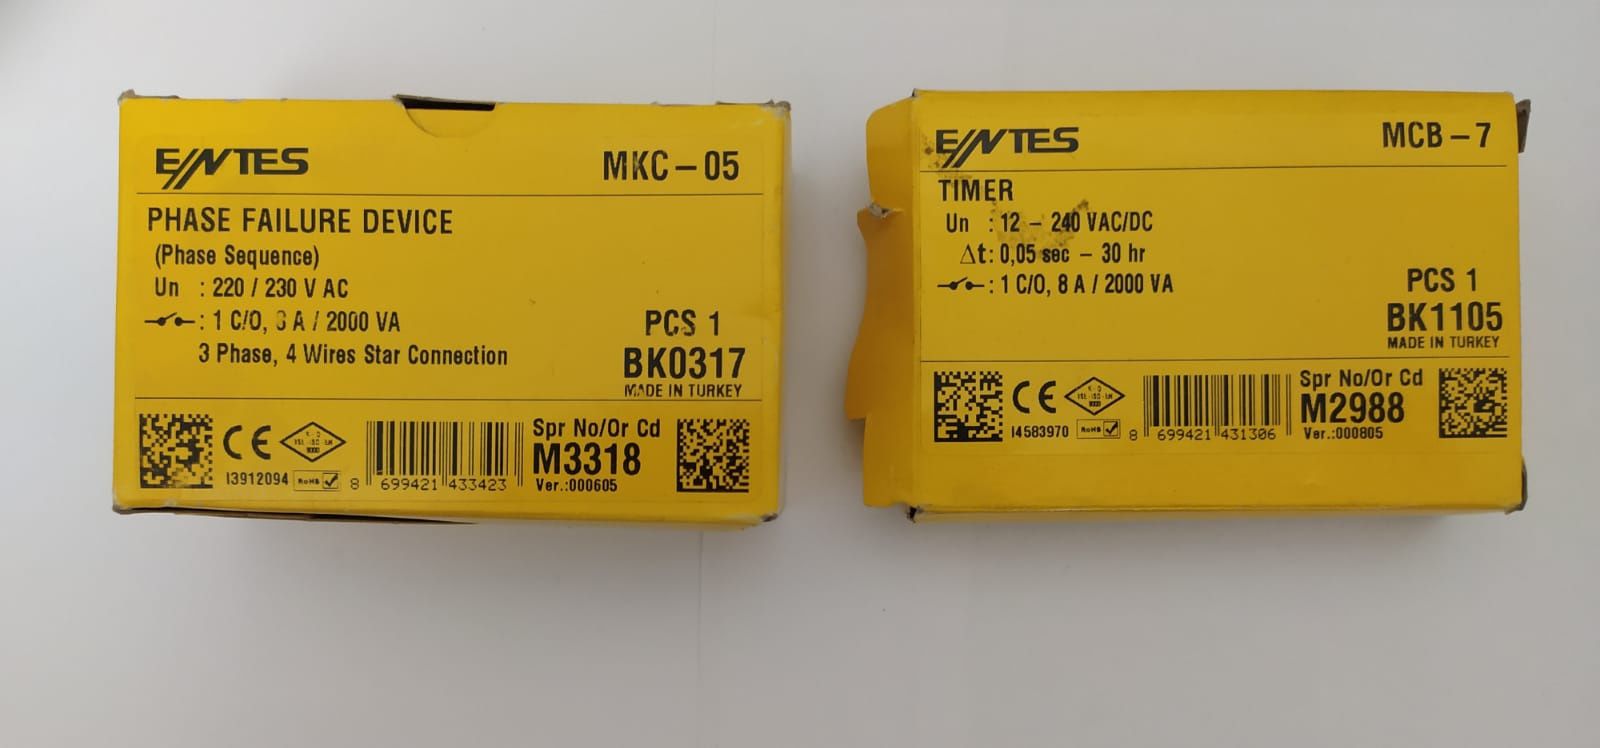 ENTES
MKC-05
PHASE FAILURE DEVICE
(Phase Sequence)
Un : 220 / 230 V AC
: 1 C/O, 8 A / 2000 VA
3 Phase, 4 Wires Star Connection
PCS 1
BK0317
MADE IN TURKEY
CE
I3912094
RoHS
8 699421 433423
Spr No/Or Cd
M3318
Ver.:000605
ENTES
MCB-7
TIMER
Un : 12 - 240 VAC/DC
Δt: 0,05 sec - 30 hr
: 1 C/O, 8 A / 2000 VA
PCS 1
BK1105
MADE IN TURKEY
CE
I4583970
RoHS
8 699421 431306
Spr No/Or Cd
M2988
Ver.:000805